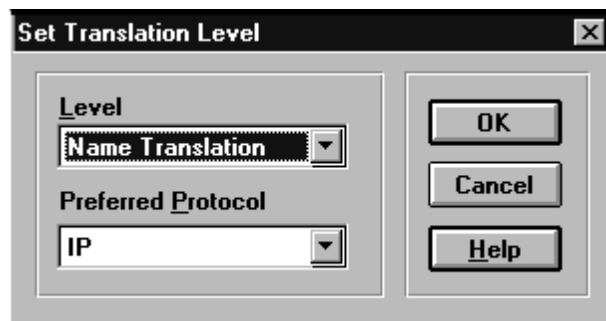 Set Translation Level
Level
Name Translation
Preferred Protocol
IP
OK
Cancel
Help